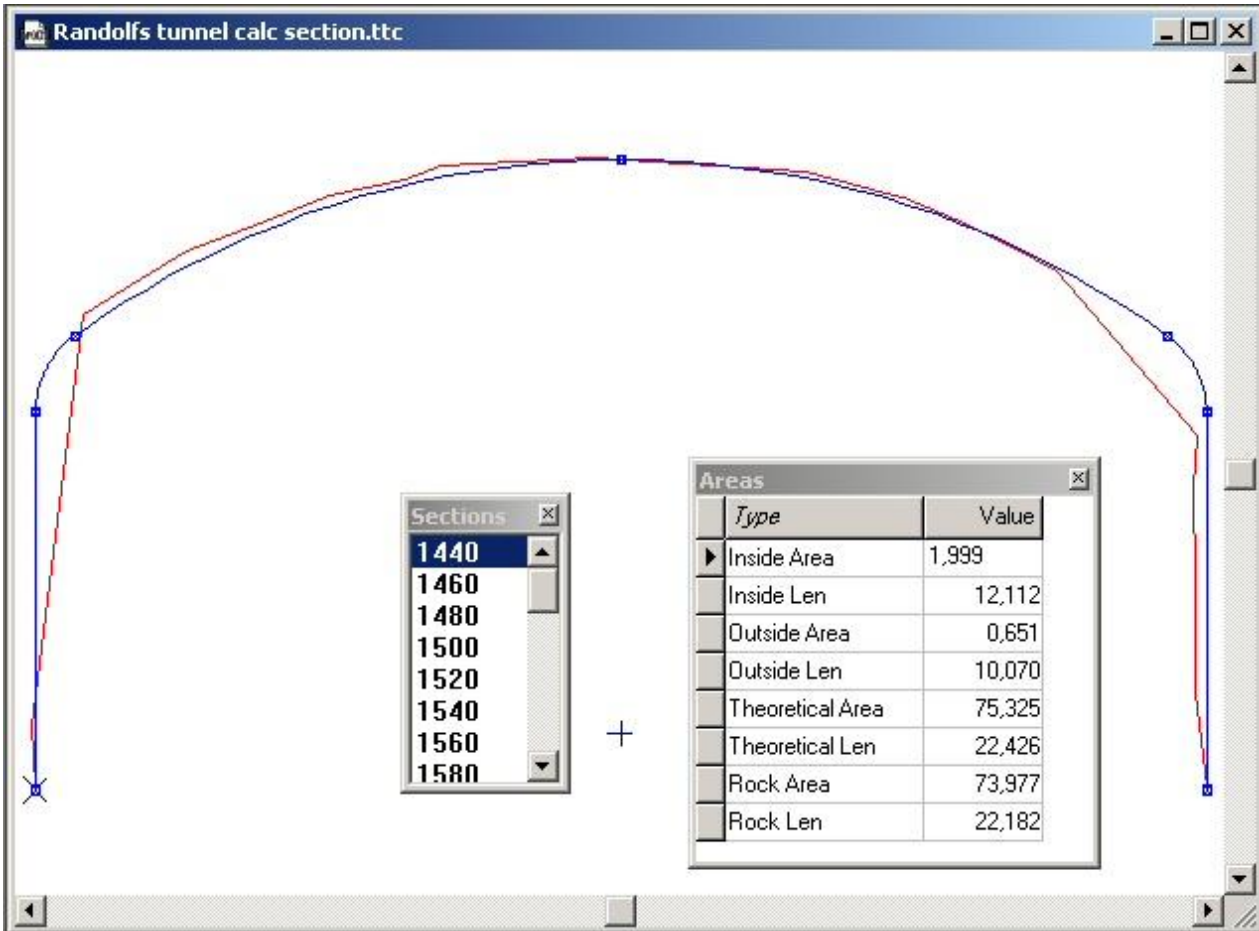 Randolfs tunnel calc section.ttc
Sections
1440
1460
1480
1500
1520
1540
1560
1580
Areas
Type Value
Inside Area 1,999
Inside Len 12,112
Outside Area 0,651
Outside Len 10,070
Theoretical Area 75,325
Theoretical Len 22,426
Rock Area 73,977
Rock Len 22,182